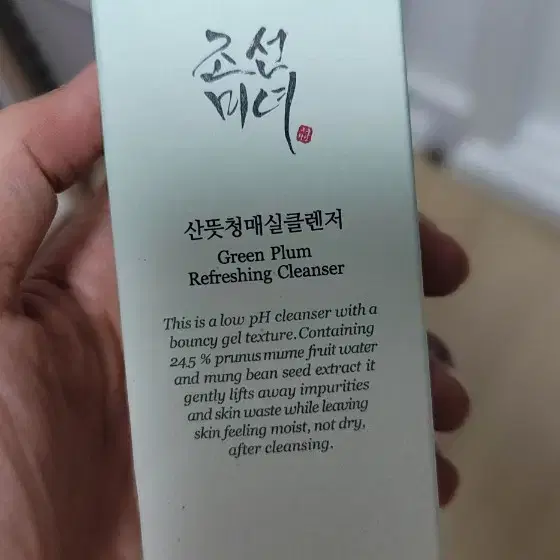 조선
미녀
산뜻청매실클렌저
Green Plum
Refreshing Cleanser
This is a low pH cleanser with a
bouncy gel texture. Containing
24.5 % prunus mume fruit water
and mung bean seed extract it
gently lifts away impurities
and skin waste while leaving
skin feeling moist, not dry,
after cleansing.